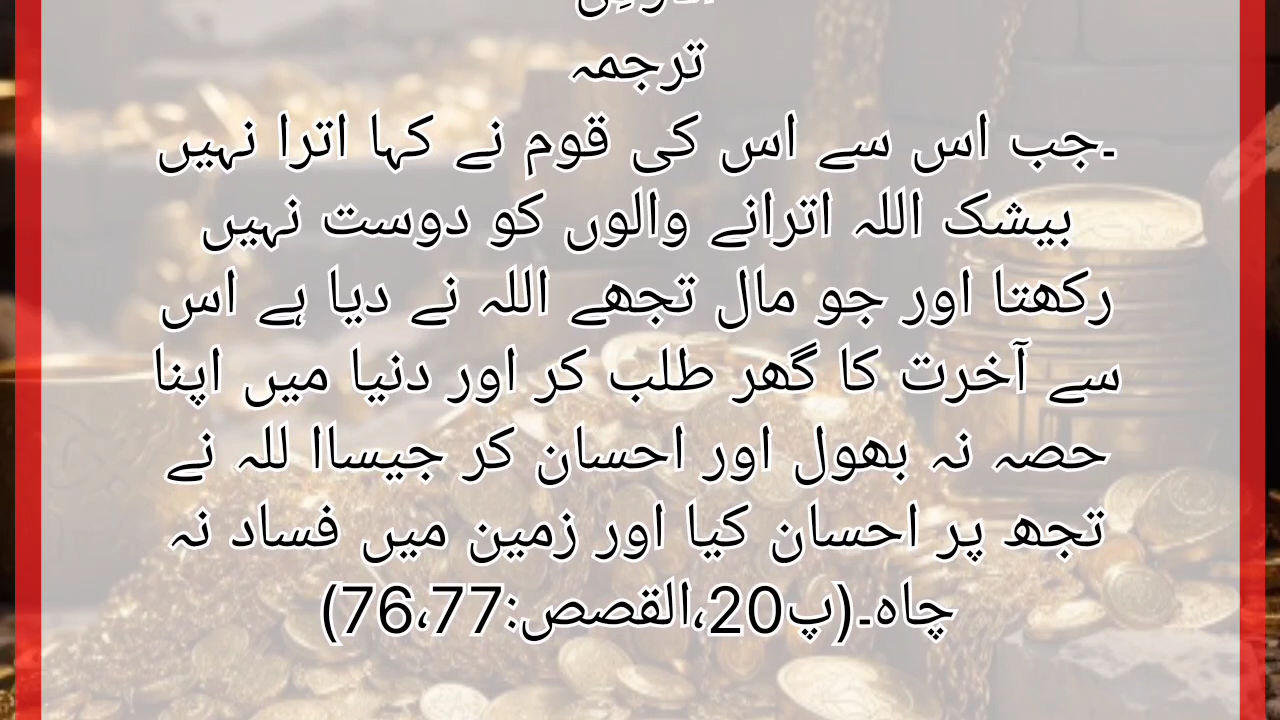 ترجمہ
۔جب اس سے اس کی قوم نے کہا اترا نہیں
بیشک اللہ اترانے والوں کو دوست نہیں
رکھتا اور جو مال تجھے اللہ نے دیا ہے اس
سے آخرت کا گھر طلب کر اور دنیا میں اپنا
حصہ نہ بھول اور احسان کر جیساا للہ نے
تجھ پر احسان کیا اور زمین میں فساد نہ
چاہ۔(پ20،القصص:76،77)